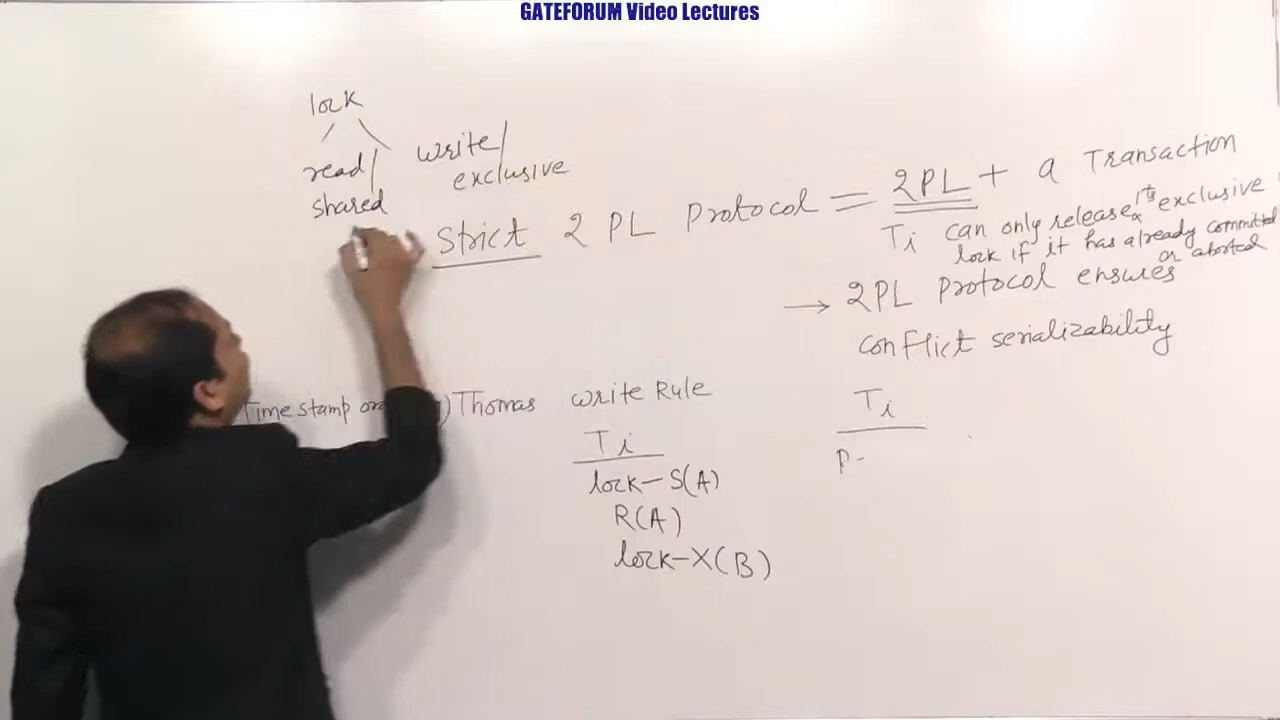 GATEFORUM Video Lectures
lock
read/
shared
write/
exclusive
Strict 2 PL Protocol = 2PL + a Transaction
Ti can only release its exclusive
lock if it has already committed
or aborted
→ 2PL Protocol ensures
conflict serializability
Time stamp Thomas write Rule
Ti
lock-S(A)
R(A)
lock-X(B)
Ti